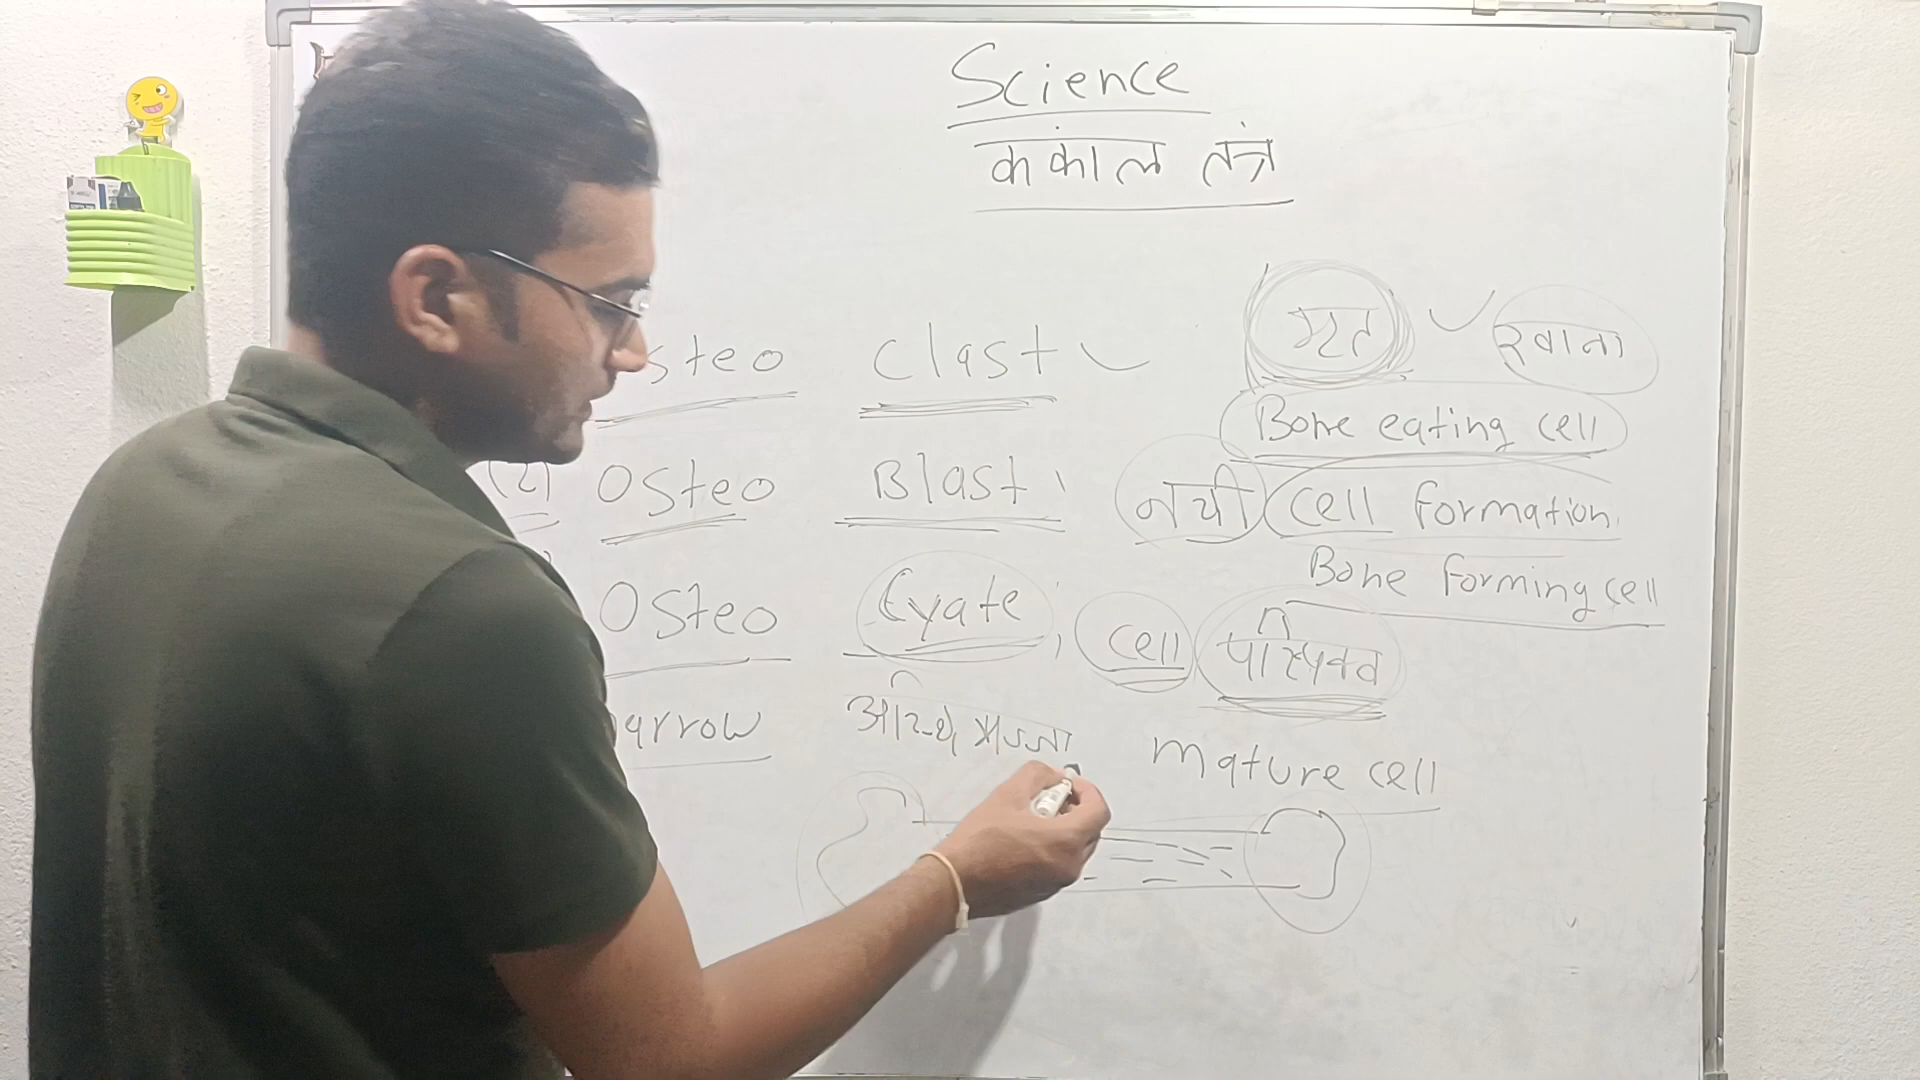 Science
कंकाल तंत्र
steo Clast मृत खाना
Bone eating cell
(2) Osteo Blast नयी cell formation
Bone forming cell
Osteo Cyate, cell परिपक्व
arrow अस्थि मज्जा
Mature cell